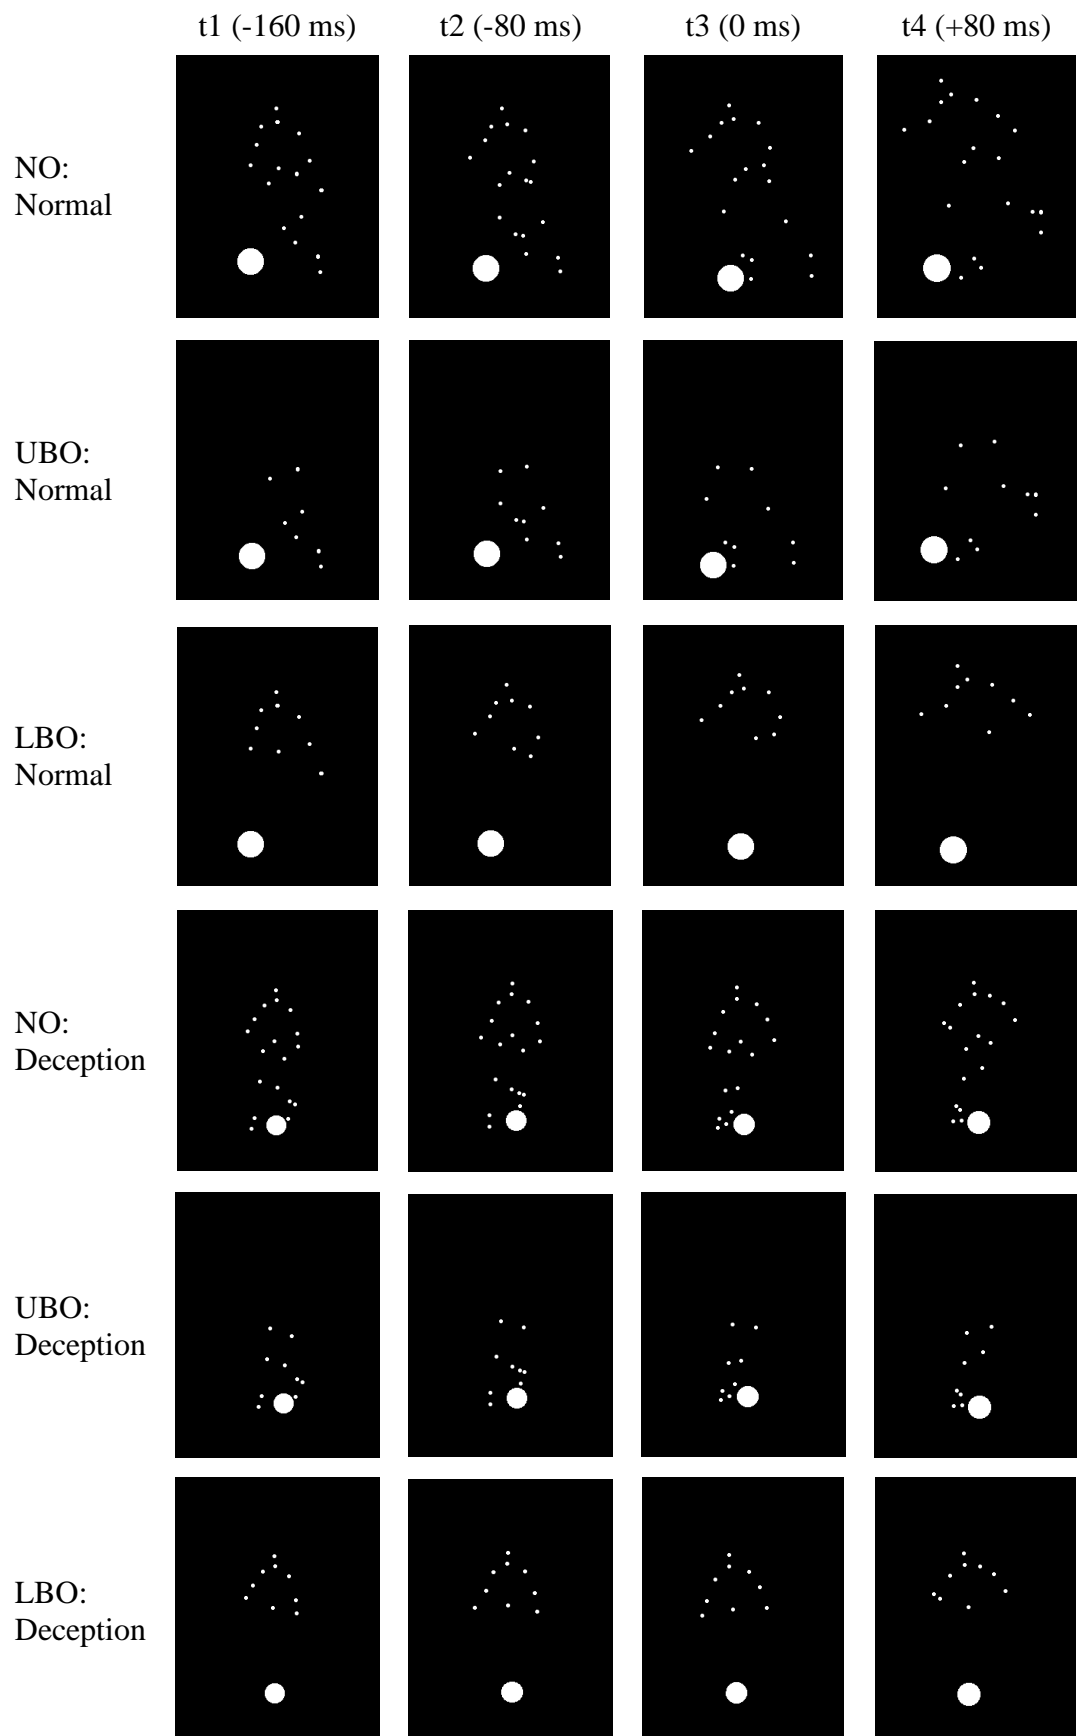 t1 (-160 ms) t2 (-80 ms) t3 (0 ms) t4 (+80 ms)
NO:
Normal
UBO:
Normal
LBO:
Normal
NO:
Deception
UBO:
Deception
LBO:
Deception